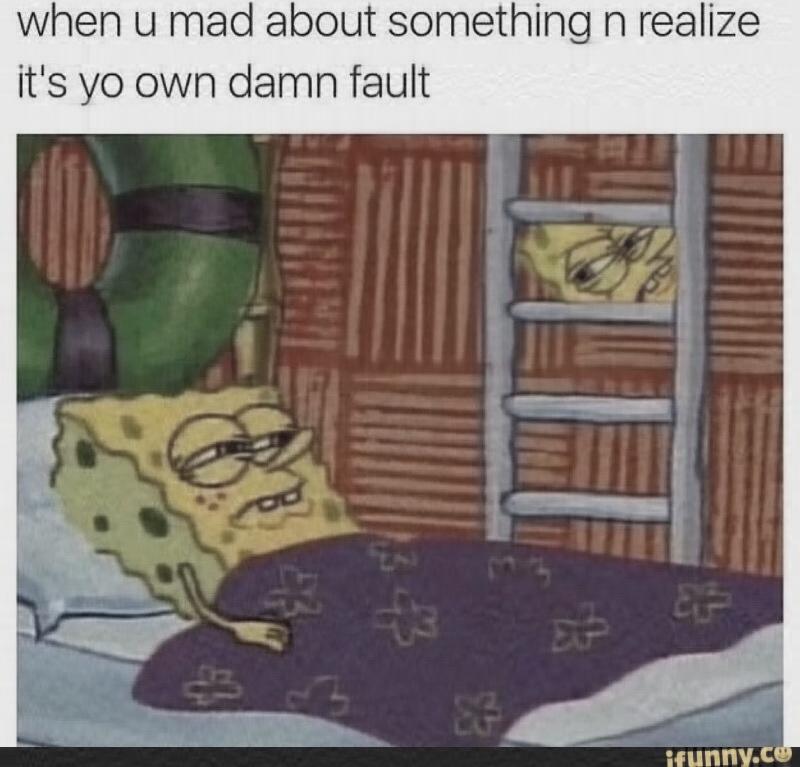 when u mad about something n realize
it's yo own damn fault
ifunny.co